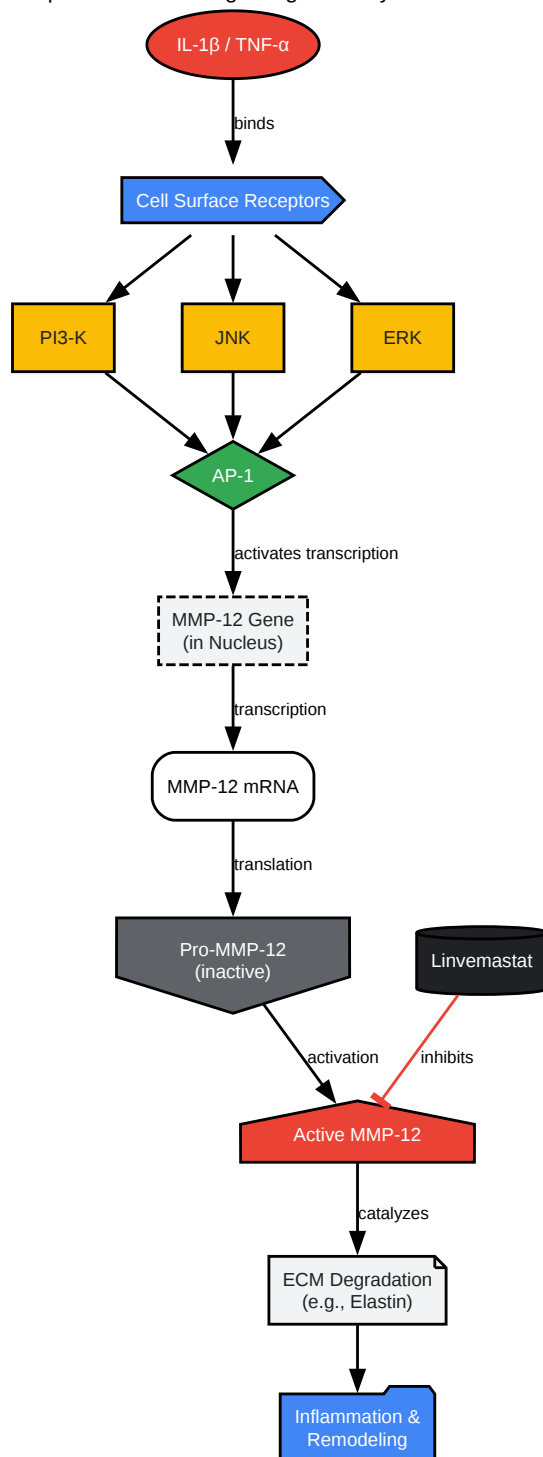 IL-1β / TNF-α
binds
Cell Surface Receptors
PI3-K
JNK
ERK
AP-1
activates transcription
MMP-12 Gene
(in Nucleus)
transcription
MMP-12 mRNA
translation
Pro-MMP-12
(inactive)
Linvemastat
activation
inhibits
Active MMP-12
catalyzes
ECM Degradation
(e.g., Elastin)
Inflammation &
Remodeling